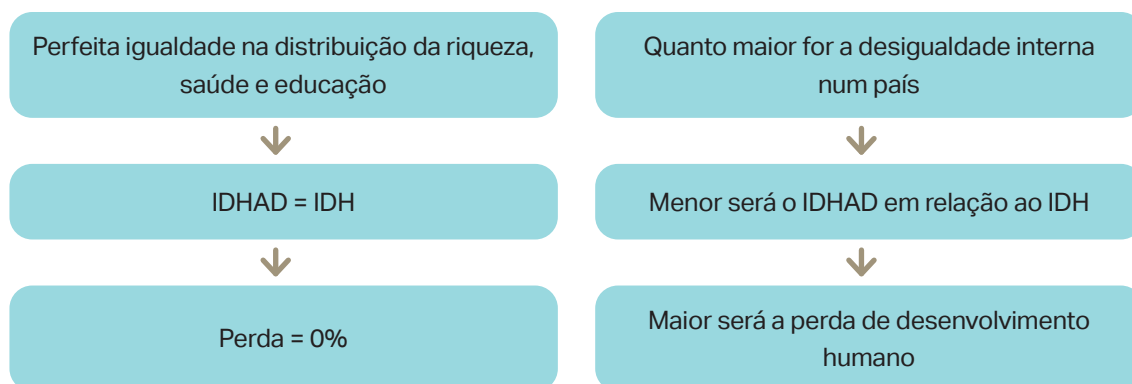 Perfeita igualdade na distribuição da riqueza,
saúde e educação
IDHAD = IDH
Perda = 0%
Quanto maior for a desigualdade interna
num país
Menor será o IDHAD em relação ao IDH
Maior será a perda de desenvolvimento
humano